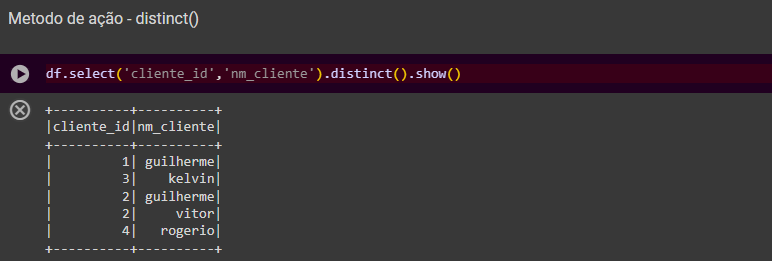 Metodo de ação - distinct()
df.select('cliente_id','nm_cliente').distinct().show()
+----------+----------+
|cliente_id|nm_cliente|
+----------+----------+
|         1| guilherme|
|         3|    kelvin|
|         2| guilherme|
|         2|     vitor|
|         4|   rogerio|
+----------+----------+